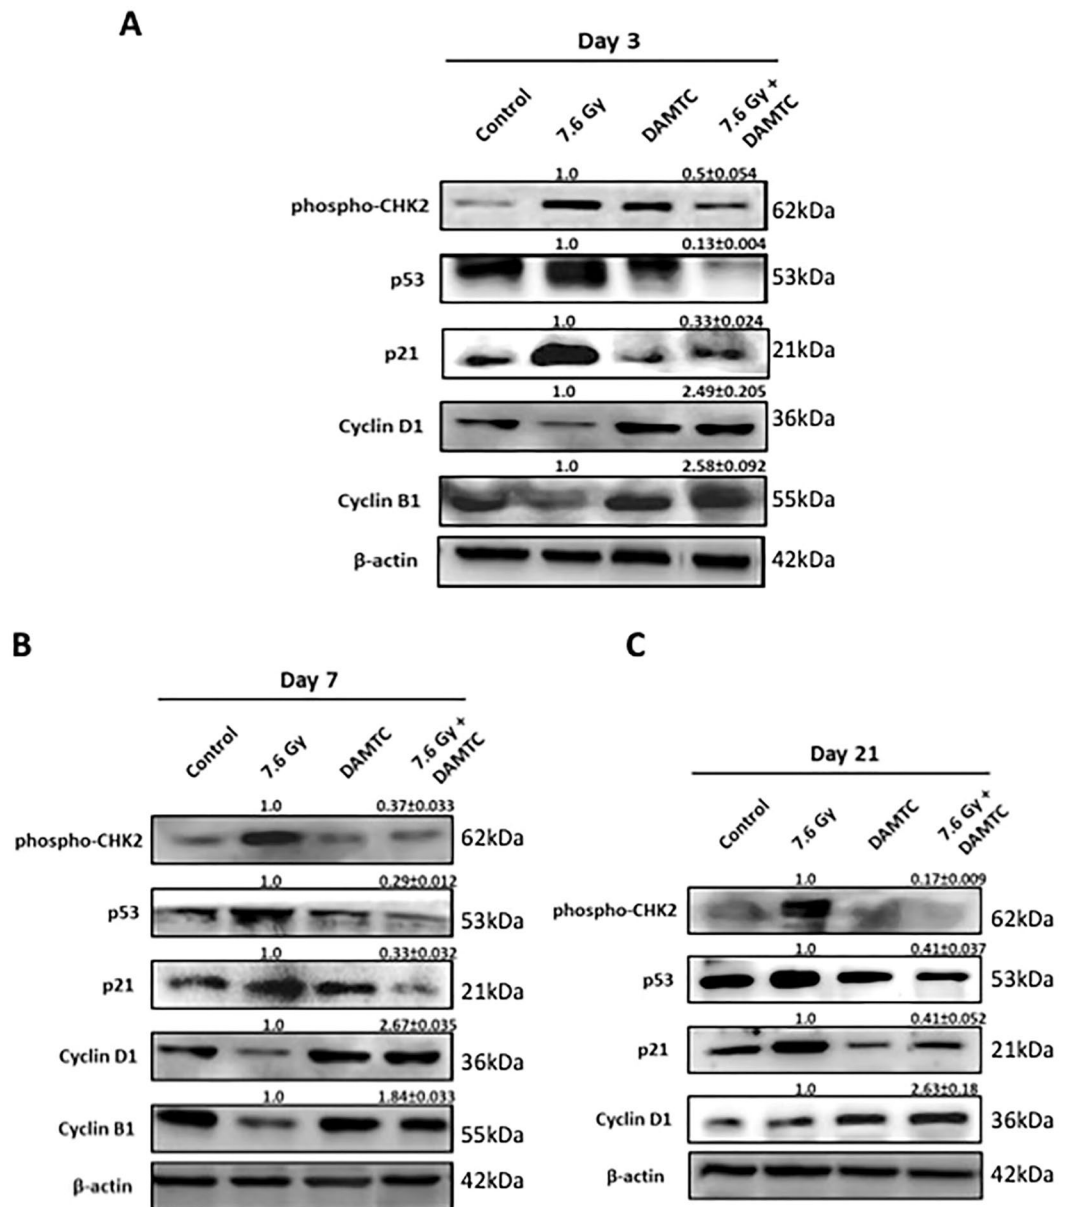 A
Day 3
Control
7.6 Gy
DAMTC
7.6 Gy +
DAMTC
1.0 0.5±0.054
phospho-CHK2 62kDa
1.0 0.13±0.004
p53 53kDa
1.0 0.33±0.024
p21 21kDa
1.0 2.49±0.205
Cyclin D1 36kDa
1.0 2.58±0.092
Cyclin B1 55kDa
β-actin 42kDa
B
Day 7
Control
7.6 Gy
DAMTC
7.6 Gy +
DAMTC
1.0 0.37±0.033
phospho-CHK2 62kDa
1.0 0.29±0.012
p53 53kDa
1.0 0.33±0.032
p21 21kDa
1.0 2.67±0.035
Cyclin D1 36kDa
1.0 1.84±0.033
Cyclin B1 55kDa
β-actin 42kDa
C
Day 21
Control
7.6 Gy
DAMTC
7.6 Gy +
DAMTC
1.0 0.17±0.009
phospho-CHK2 62kDa
1.0 0.41±0.037
p53 53kDa
1.0 0.41±0.052
p21 21kDa
1.0 2.63±0.18
Cyclin D1 36kDa
β-actin 42kDa